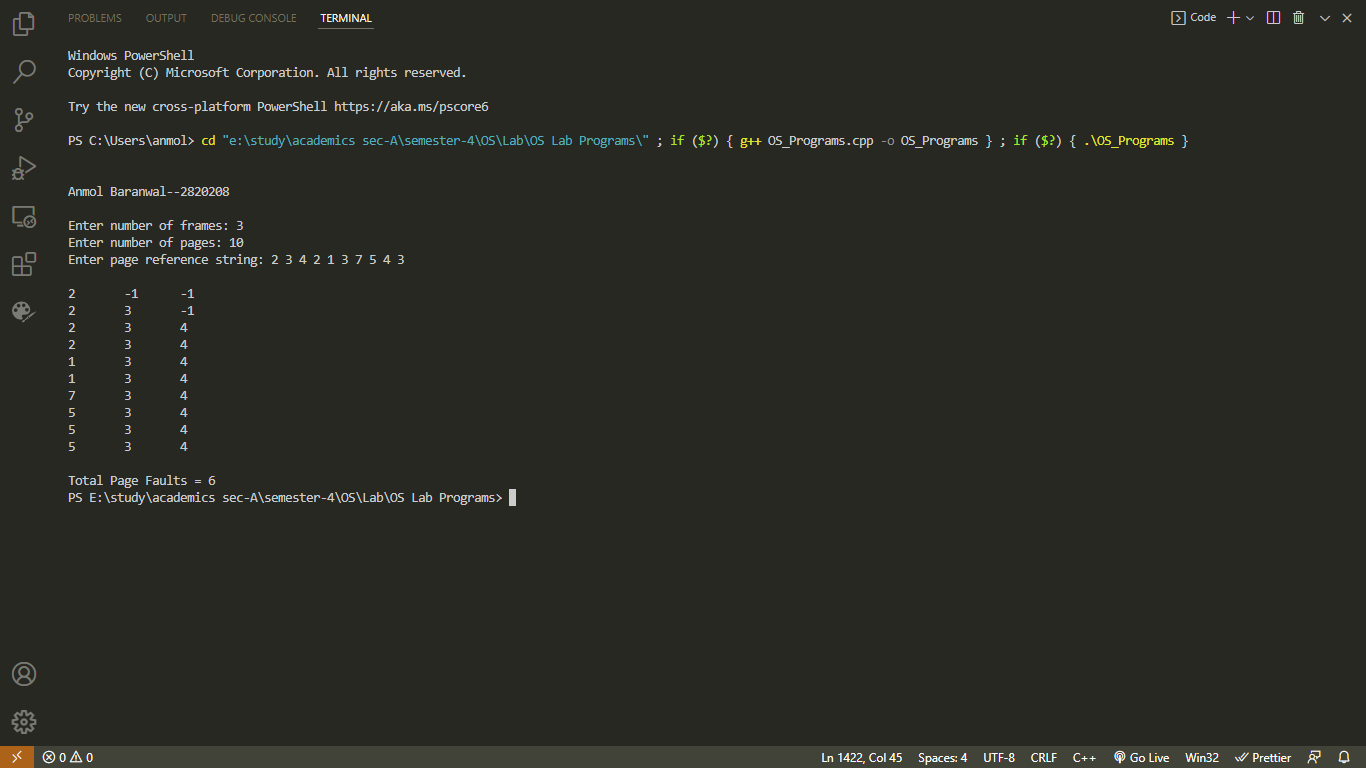 PROBLEMS OUTPUT DEBUG CONSOLE TERMINAL Code
Windows PowerShell
Copyright (C) Microsoft Corporation. All rights reserved.
Try the new cross-platform PowerShell https://aka.ms/pscore6
PS C:\Users\anmol> cd "e:\study\academics sec-A\semester-4\OS\Lab\OS Lab Programs\" ; if ($?) { g++ OS_Programs.cpp -o OS_Programs } ; if ($?) { .\OS_Programs }
Anmol Baranwal--2820208
Enter number of frames: 3
Enter number of pages: 10
Enter page reference string: 2 3 4 2 1 3 7 5 4 3
2 -1 -1
2 3 -1
2 3 4
2 3 4
1 3 4
1 3 4
7 3 4
5 3 4
5 3 4
5 3 4
Total Page Faults = 6
PS E:\study\academics sec-A\semester-4\OS\Lab\OS Lab Programs>
0 0 Ln 1422, Col 45 Spaces: 4 UTF-8 CRLF C++ Go Live Win32 Prettier